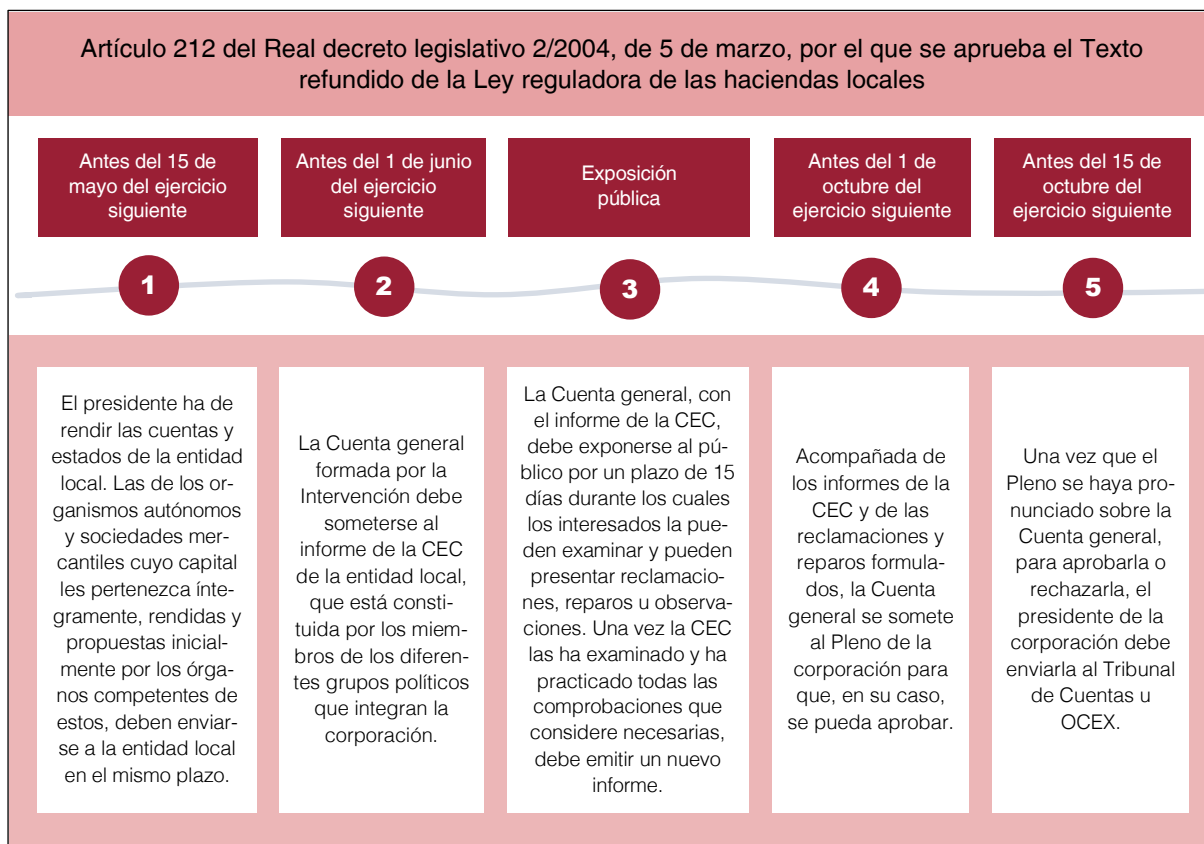 Artículo 212 del Real decreto legislativo 2/2004, de 5 de marzo, por el que se aprueba el Texto
refundido de la Ley reguladora de las haciendas locales
Antes del 15 de
mayo del ejercicio
siguiente
Antes del 1 de junio
del ejercicio
siguiente
Exposición
pública
Antes del 1 de
octubre del
ejercicio siguiente
Antes del 15 de
octubre del
ejercicio siguiente
1
2
3
4
5
El presidente ha de
rendir las cuentas y
estados de la entidad
local. Las de los or-
ganismos autónomos
y sociedades mer-
cantiles cuyo capital
les pertenezca ínte-
gramente, rendidas y
propuestas inicial-
mente por los órga-
nos competentes de
estos, deben enviar-
se a la entidad local
en el mismo plazo.
La Cuenta general
formada por la
Intervención debe
someterse al
informe de la CEC
de la entidad local,
que está consti-
tuida por los miem-
bros de los diferen-
tes grupos políticos
que integran la
corporación.
La Cuenta general, con
el informe de la CEC,
debe exponerse al pú-
blico por un plazo de 15
días durante los cuales
los interesados la pue-
den examinar y pueden
presentar reclamacio-
nes, reparos u observa-
ciones. Una vez la CEC
las ha examinado y ha
practicado todas las
comprobaciones que
considere necesarias,
debe emitir un nuevo
informe.
Acompañada de
los informes de la
CEC y de las
reclamaciones y
reparos formula-
dos, la Cuenta
general se somete
al Pleno de la
corporación para
que, en su caso,
se pueda aprobar.
Una vez que el
Pleno se haya pro-
nunciado sobre la
Cuenta general,
para aprobarla o
rechazarla, el
presidente de la
corporación debe
enviarla al Tribunal
de Cuentas u
OCEX.